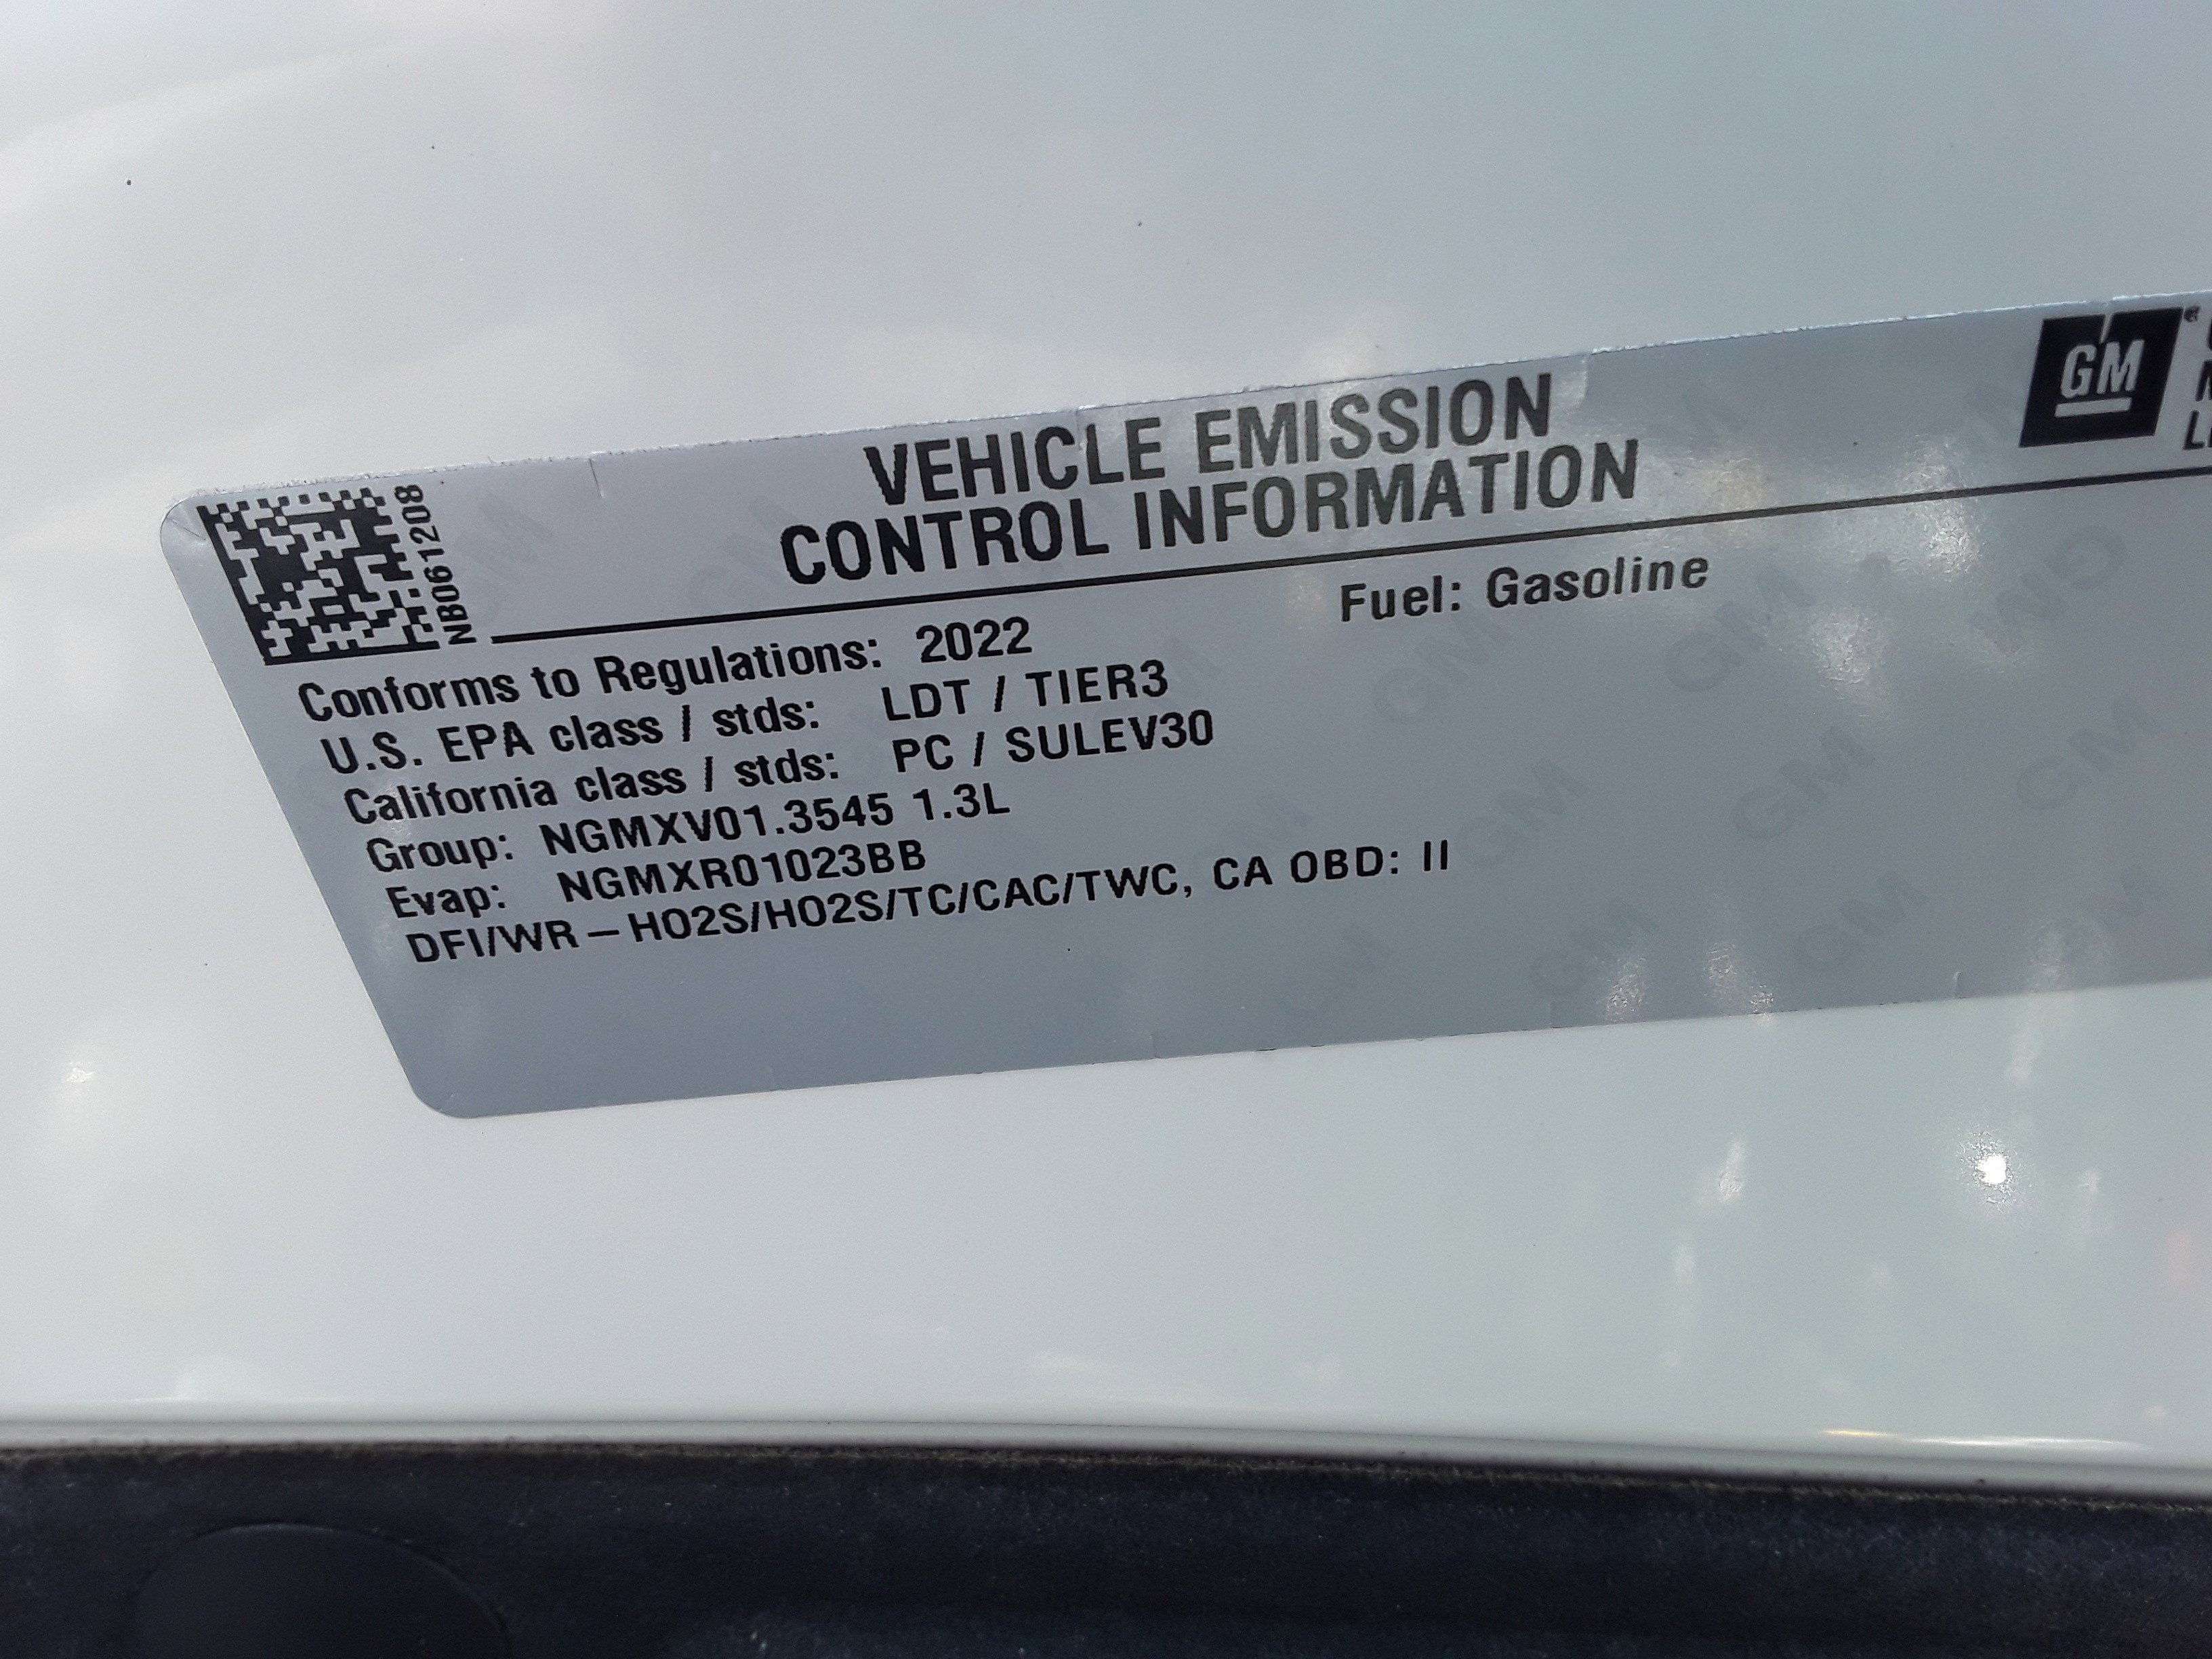 NB061208
VEHICLE EMISSION
CONTROL INFORMATION
GM
Fuel: Gasoline
Conforms to Regulations: 2022
U.S. EPA class / stds: LDT / TIER3
California class / stds: PC / SULEV30
Group: NGMXV01.3545 1.3L
Evap: NGMXR01023BB
DFI/WR – HO2S/HO2S/TC/CAC/TWC, CA OBD: II